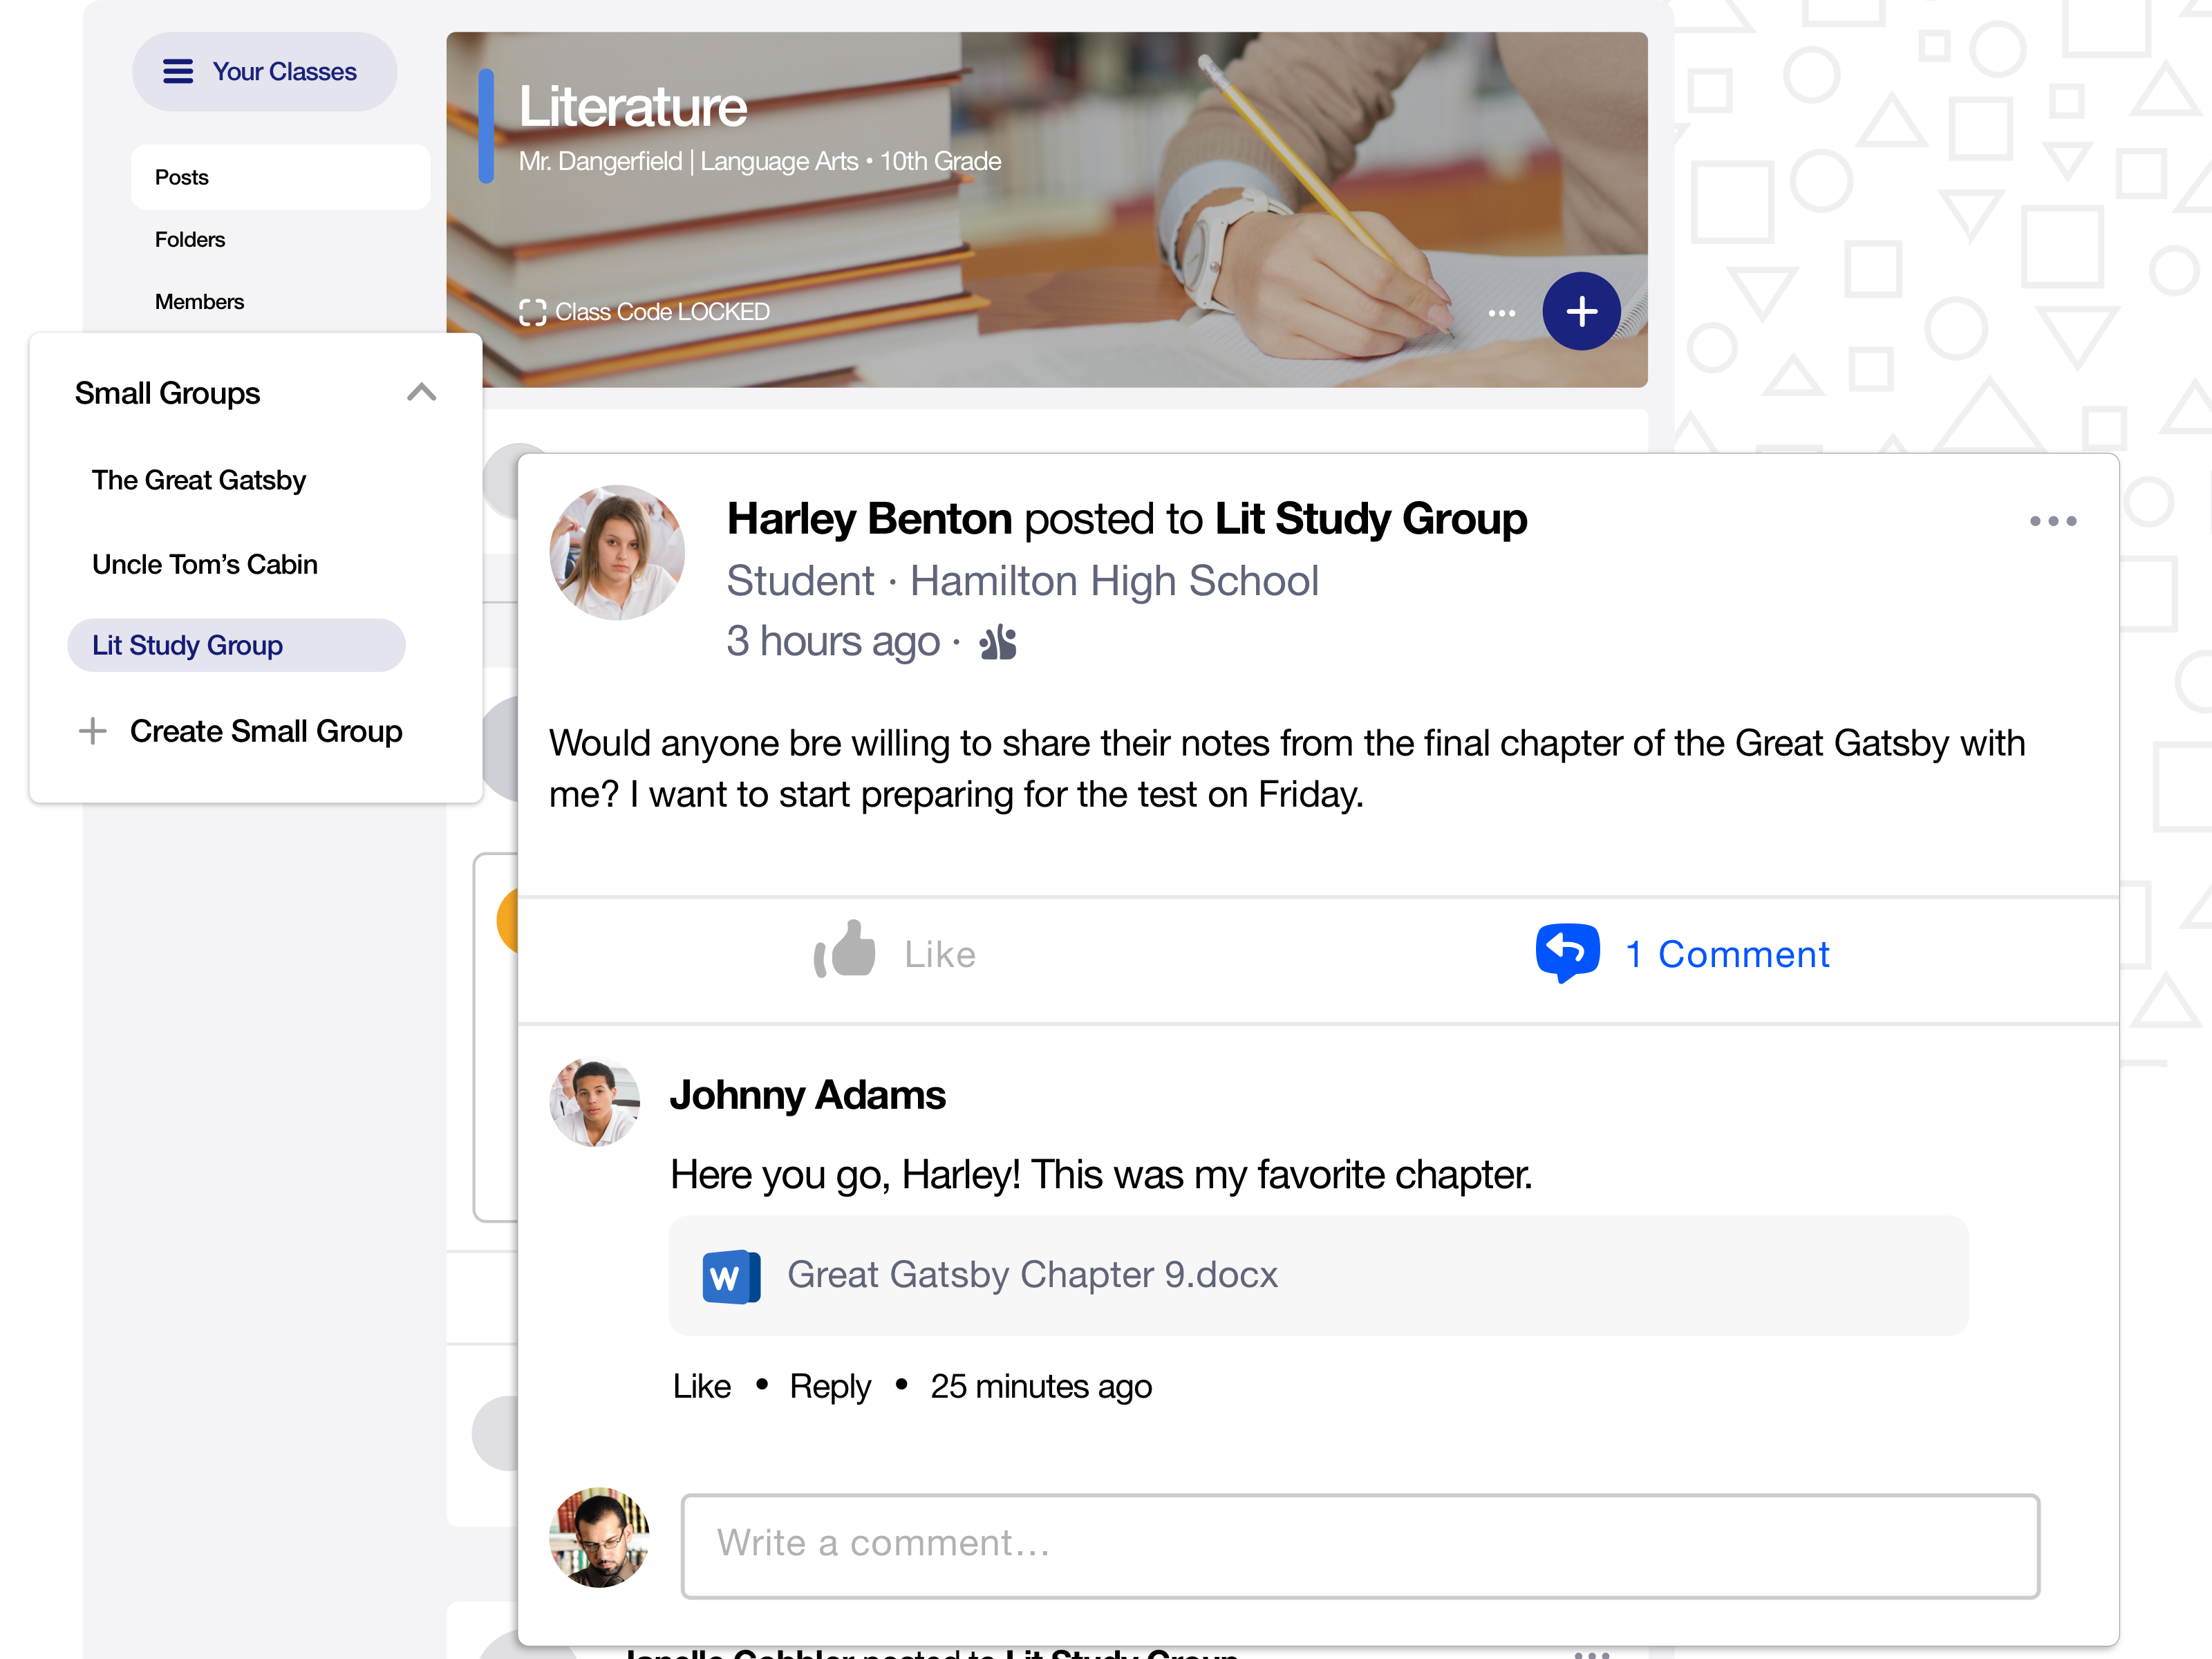 Your Classes
Posts
Folders
Members
Literature
Mr. Dangerfield | Language Arts • 10th Grade
Class Code LOCKED
Small Groups
The Great Gatsby
Uncle Tom’s Cabin
Lit Study Group
Create Small Group
Harley Benton posted to Lit Study Group
Student · Hamilton High School
3 hours ago ·
Would anyone bre willing to share their notes from the final chapter of the Great Gatsby with
me? I want to start preparing for the test on Friday.
Like
1 Comment
Johnny Adams
Here you go, Harley! This was my favorite chapter.
W Great Gatsby Chapter 9.docx
Like • Reply • 25 minutes ago
Write a comment...
posted to Lit Study Group